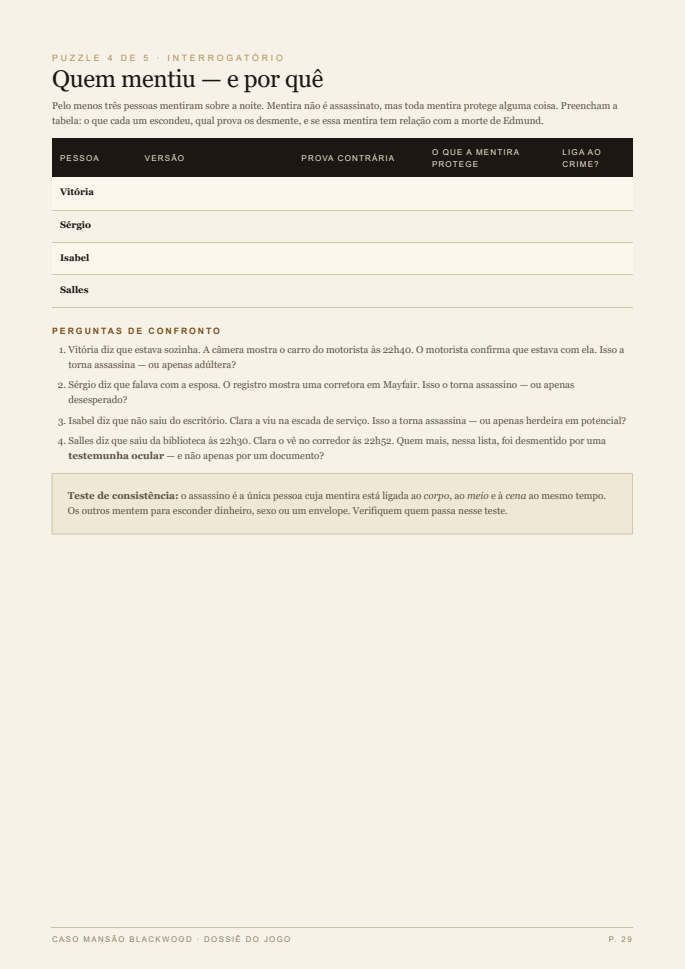 PUZZLE 4 DE 5 · INTERROGATÓRIO
Quem mentiu — e por quê
Pelo menos três pessoas mentiram sobre a noite. Mentira não é assassinato, mas toda mentira protege alguma coisa. Preencham a
tabela: o que cada um escondeu, qual prova os desmente, e se essa mentira tem relação com a morte de Edmund.
PESSOA VERSÃO PROVA CONTRÁRIA O QUE A MENTIRA PROTEGE LIGA AO CRIME?
Vitória
Sérgio
Isabel
Salles
PERGUNTAS DE CONFRONTO
1. Vitória diz que estava sozinha. A câmera mostra o carro do motorista às 22h40. O motorista confirma que estava com ela. Isso a
torna assassina — ou apenas adúltera?
2. Sérgio diz que falava com a esposa. O registro mostra uma corretora em Mayfair. Isso o torna assassino — ou apenas
desesperado?
3. Isabel diz que não saiu do escritório. Clara a viu na escada de serviço. Isso a torna assassina — ou apenas herdeira em potencial?
4. Salles diz que saiu da biblioteca às 22h30. Clara o vê no corredor às 22h52. Quem mais, nessa lista, foi desmentido por uma
testemunha ocular — e não apenas por um documento?
Teste de consistência: o assassino é a única pessoa cuja mentira está ligada ao corpo, ao meio e à cena ao mesmo tempo.
Os outros mentem para esconder dinheiro, sexo ou um envelope. Verifiquem quem passa nesse teste.
CASO MANSÃO BLACKWOOD · DOSSIÊ DO JOGO
P. 29